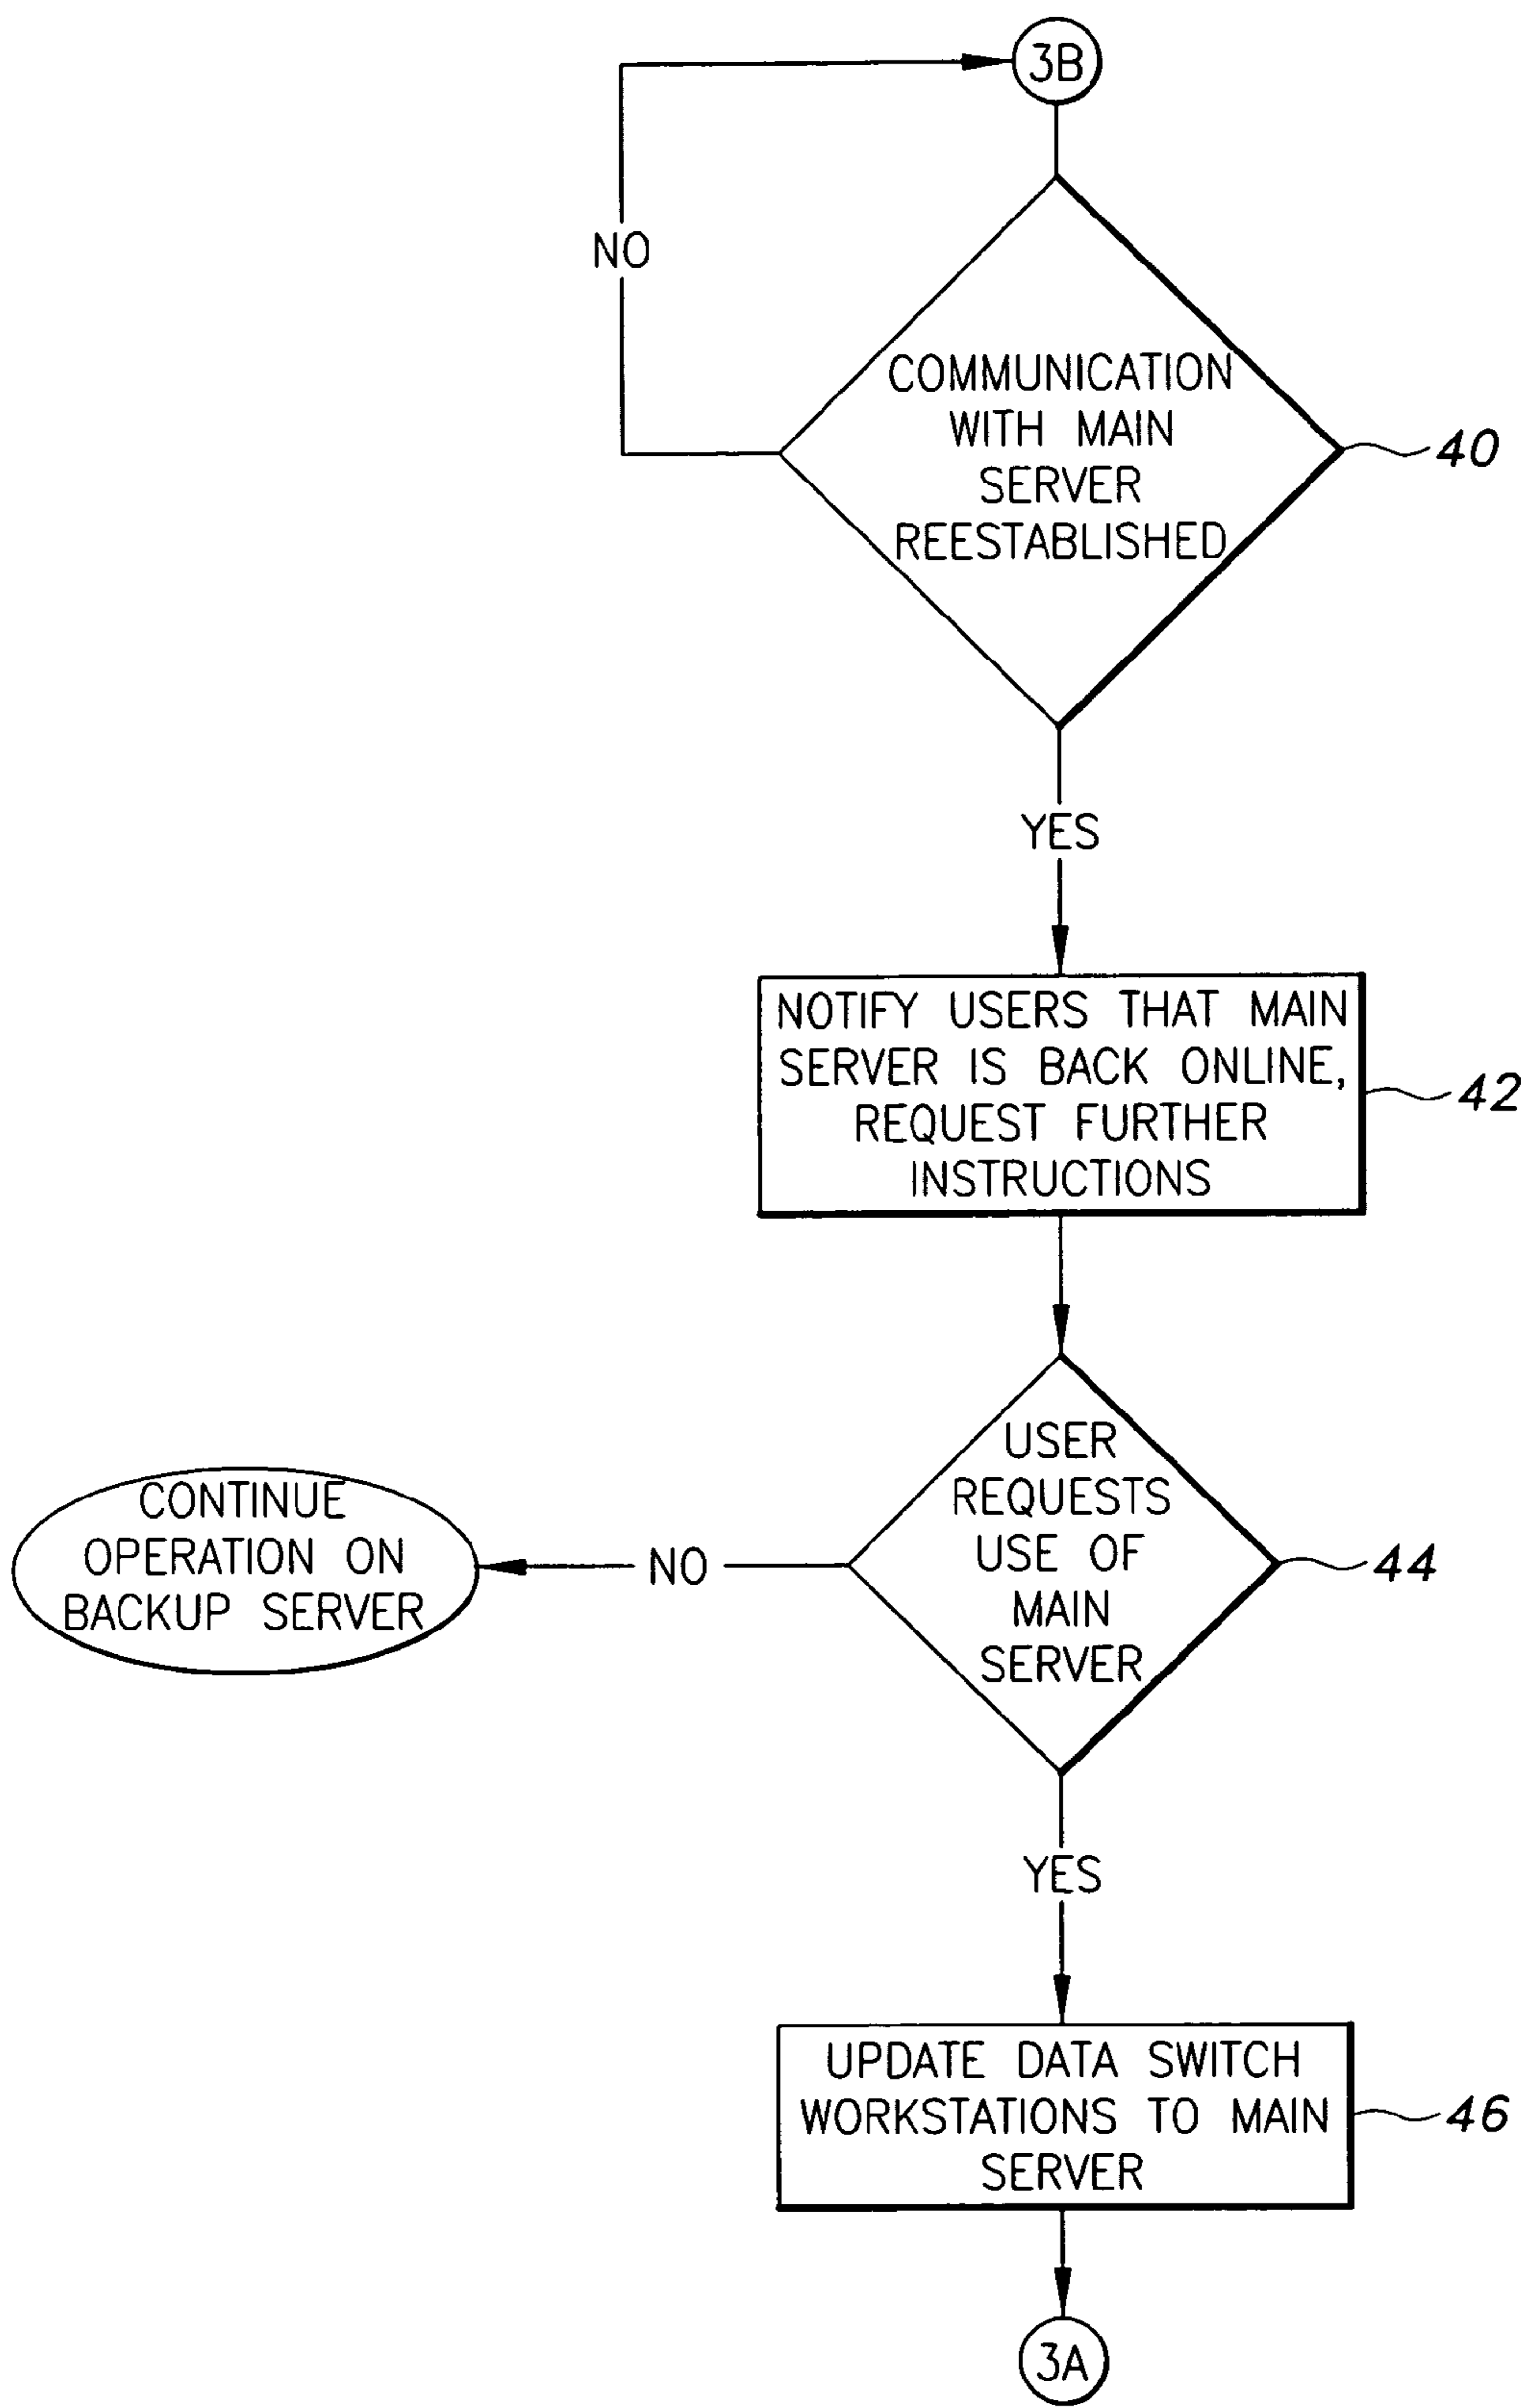 3B
NO
COMMUNICATION
WITH MAIN
SERVER
REESTABLISHED
40
YES
NOTIFY USERS THAT MAIN
SERVER IS BACK ONLINE,
REQUEST FURTHER
INSTRUCTIONS
42
USER
REQUESTS
USE OF
MAIN
SERVER
44
NO
CONTINUE
OPERATION ON
BACKUP SERVER
YES
UPDATE DATA SWITCH
WORKSTATIONS TO MAIN
SERVER
46
3A